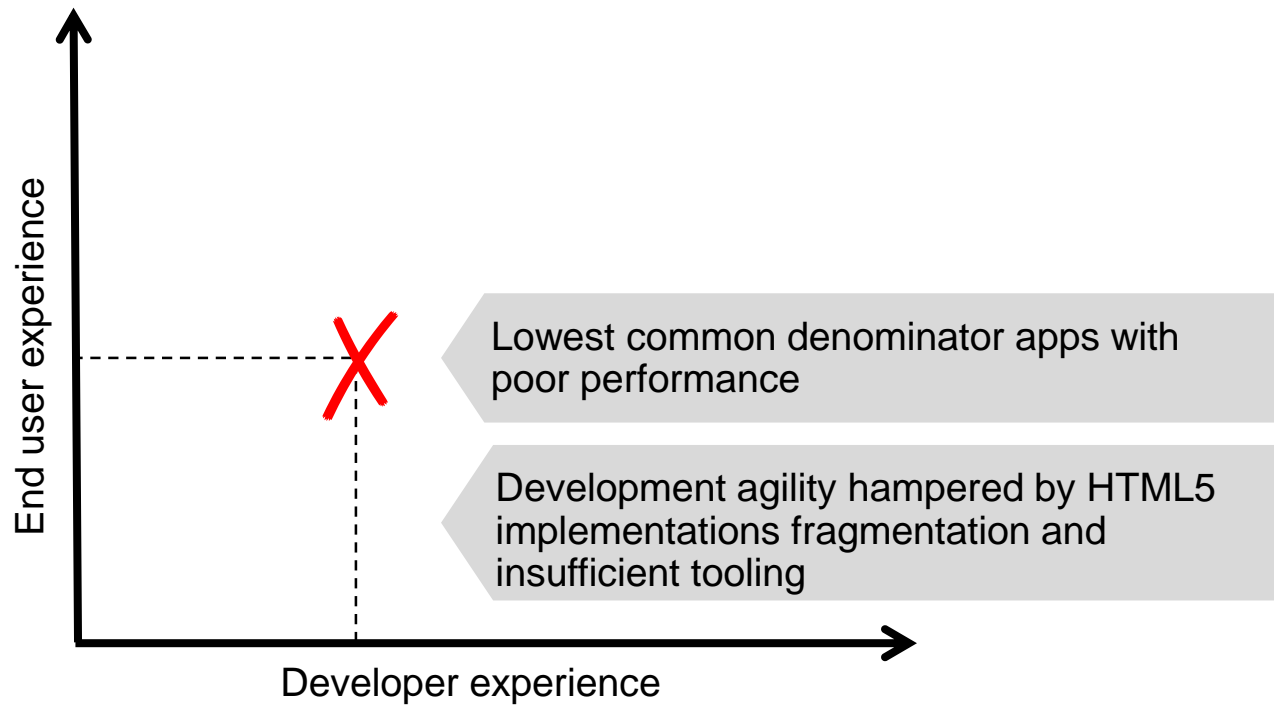 End user experience
Lowest common denominator apps with
poor performance
Development agility hampered by HTML5
implementations fragmentation and
insufficient tooling
Developer experience